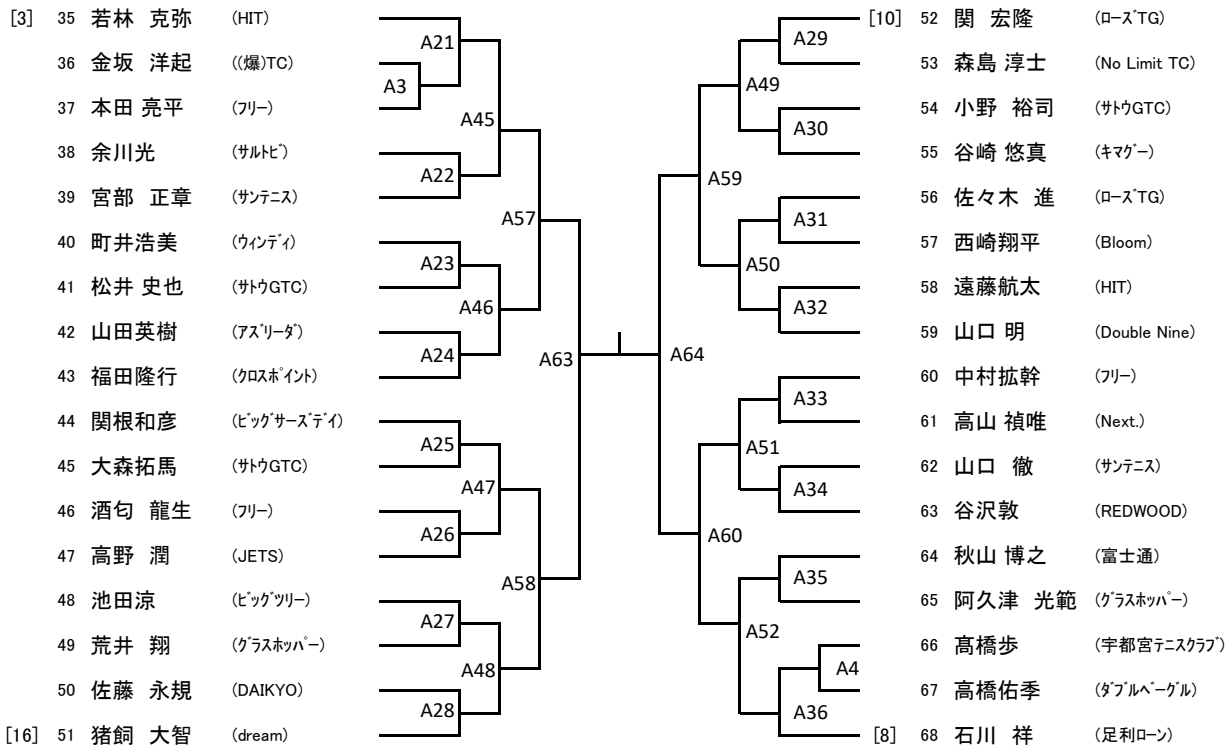 [3] 35 若林 克弥 (HIT)
36 金坂 洋起 ((爆)TC)
37 本田 亮平 (フリー)
38 余川光 (サルトビ)
39 宮部 正章 (サンテニス)
40 町井浩美 (ウィンディ)
41 松井 史也 (サトウGTC)
42 山田英樹 (アズリーダ)
43 福田隆行 (クロスポイント)
44 関根和彦 (ビッグサーズデイ)
45 大森拓馬 (サトウGTC)
46 酒匂 龍生 (フリー)
47 高野 潤 (JETS)
48 池田涼 (ビッグツリー)
49 荒井 翔 (グラスホッパー)
50 佐藤 永規 (DAIKYO)
[16] 51 猪飼 大智 (dream)
A21
A3
A45
A22
A57
A23
A46
A24
A63
A25
A47
A26
A58
A27
A48
A28
A29
A49
A30
A59
A31
A50
A32
A64
A33
A51
A34
A60
A35
A52
A4
A36
[10] 52 関 宏隆 (ローズTG)
53 森島 淳士 (No Limit TC)
54 小野 裕司 (サトウGTC)
55 谷崎 悠真 (キマグー)
56 佐々木 進 (ローズTG)
57 西崎翔平 (Bloom)
58 遠藤航太 (HIT)
59 山口 明 (Double Nine)
60 中村拡幹 (フリー)
61 高山 禎唯 (Next.)
62 山口 徹 (サンテニス)
63 谷沢敦 (REDWOOD)
64 秋山 博之 (富士通)
65 阿久津 光範 (グラスホッパー)
66 髙橋歩 (宇都宮テニスクラブ)
67 高橋佑季 (ダブルベーグル)
[8] 68 石川 祥 (足利ローン)